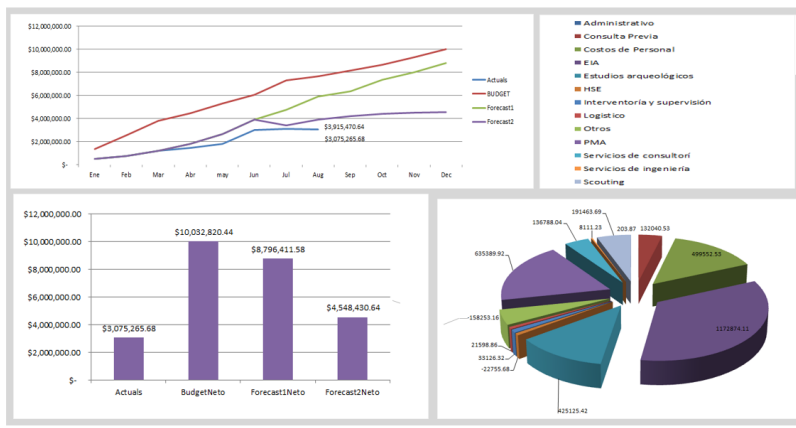 $12,000,000.00
$10,000,000.00
$8,000,000.00
$6,000,000.00
$4,000,000.00
$2,000,000.00
$-
Ene Feb Mar Abr may Jun Jul Ago Sep Oct Nov Dec
$3,915,470.64
$3,075,265.68
Actuals
BUDGET
Forecast1
Forecast2
Administrativo
Consulta Previa
Costos de Personal
EIA
Estudios arqueológicos
HSE
Interventoría y supervisión
Logistico
Otros
PMA
Servicios de consultorí
Servicios de ingeniería
Scouting
$12,000,000.00
$10,000,000.00
$8,000,000.00
$6,000,000.00
$4,000,000.00
$2,000,000.00
$-
$3,075,265.68
$10,032,820.44
$8,796,411.58
$4,548,430.64
Actuals BudgetNeto Forecast1Neto Forecast2Neto
191463.69
156788.04
8111.23
203.87
132040.53
499552.53
635389.92
1172874.11
-158253.16
21598.86
33126.32
-22755.68
425125.42